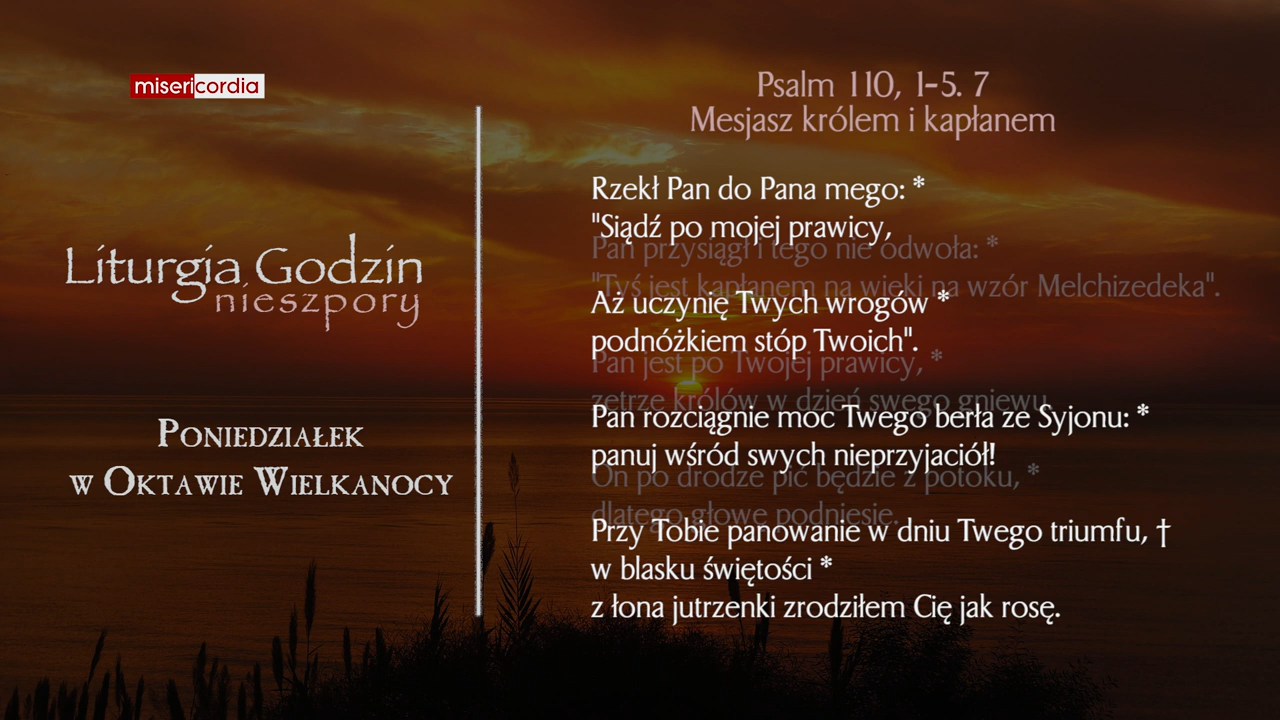 misericordia
Liturgia Godzin
nieszpory
Poniedziałek
w Oktawie Wielkanocy
Psalm 110, 1-5. 7
Mesjasz królem i kapłanem
Rzekł Pan do Pana mego: *
"Siądź po mojej prawicy,
Pan przysiągł i tego nie odwoła: *
"Tyś jest kapłanem na wieki na wzór Melchizedeka".
Aż uczynię Twych wrogów *
podnóżkiem stóp Twoich".
Pan jest po Twojej prawicy, *
zetrze królów w dzień swego gniewu.
Pan rozciągnie moc Twego berła ze Syjonu: *
panuj wśród swych nieprzyjaciół!
On po drodze pić będzie z potoku, *
dlatego głowę podniesie.
Przy Tobie panowanie w dniu Twego triumfu, †
w blasku świętości *
z łona jutrzenki zrodziłem Cię jak rosę.